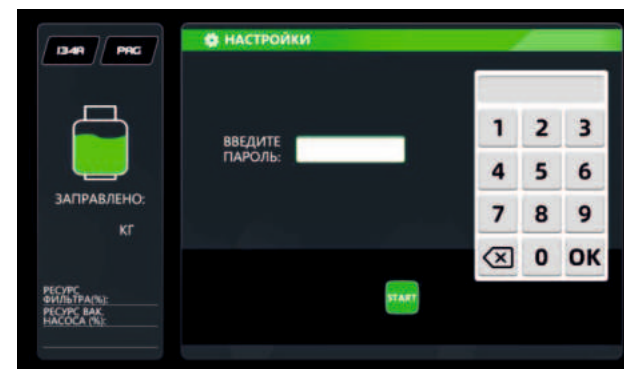 134A PAG
ЗАПРАВЛЕНО:
КГ
РЕСУРС
ФИЛЬТРА(%):
РЕСУРС ВАК.
НАСОСА (%):
НАСТРОЙКИ
ВВЕДИТЕ
ПАРОЛЬ:
START
1 2 3
4 5 6
7 8 9
0 OK